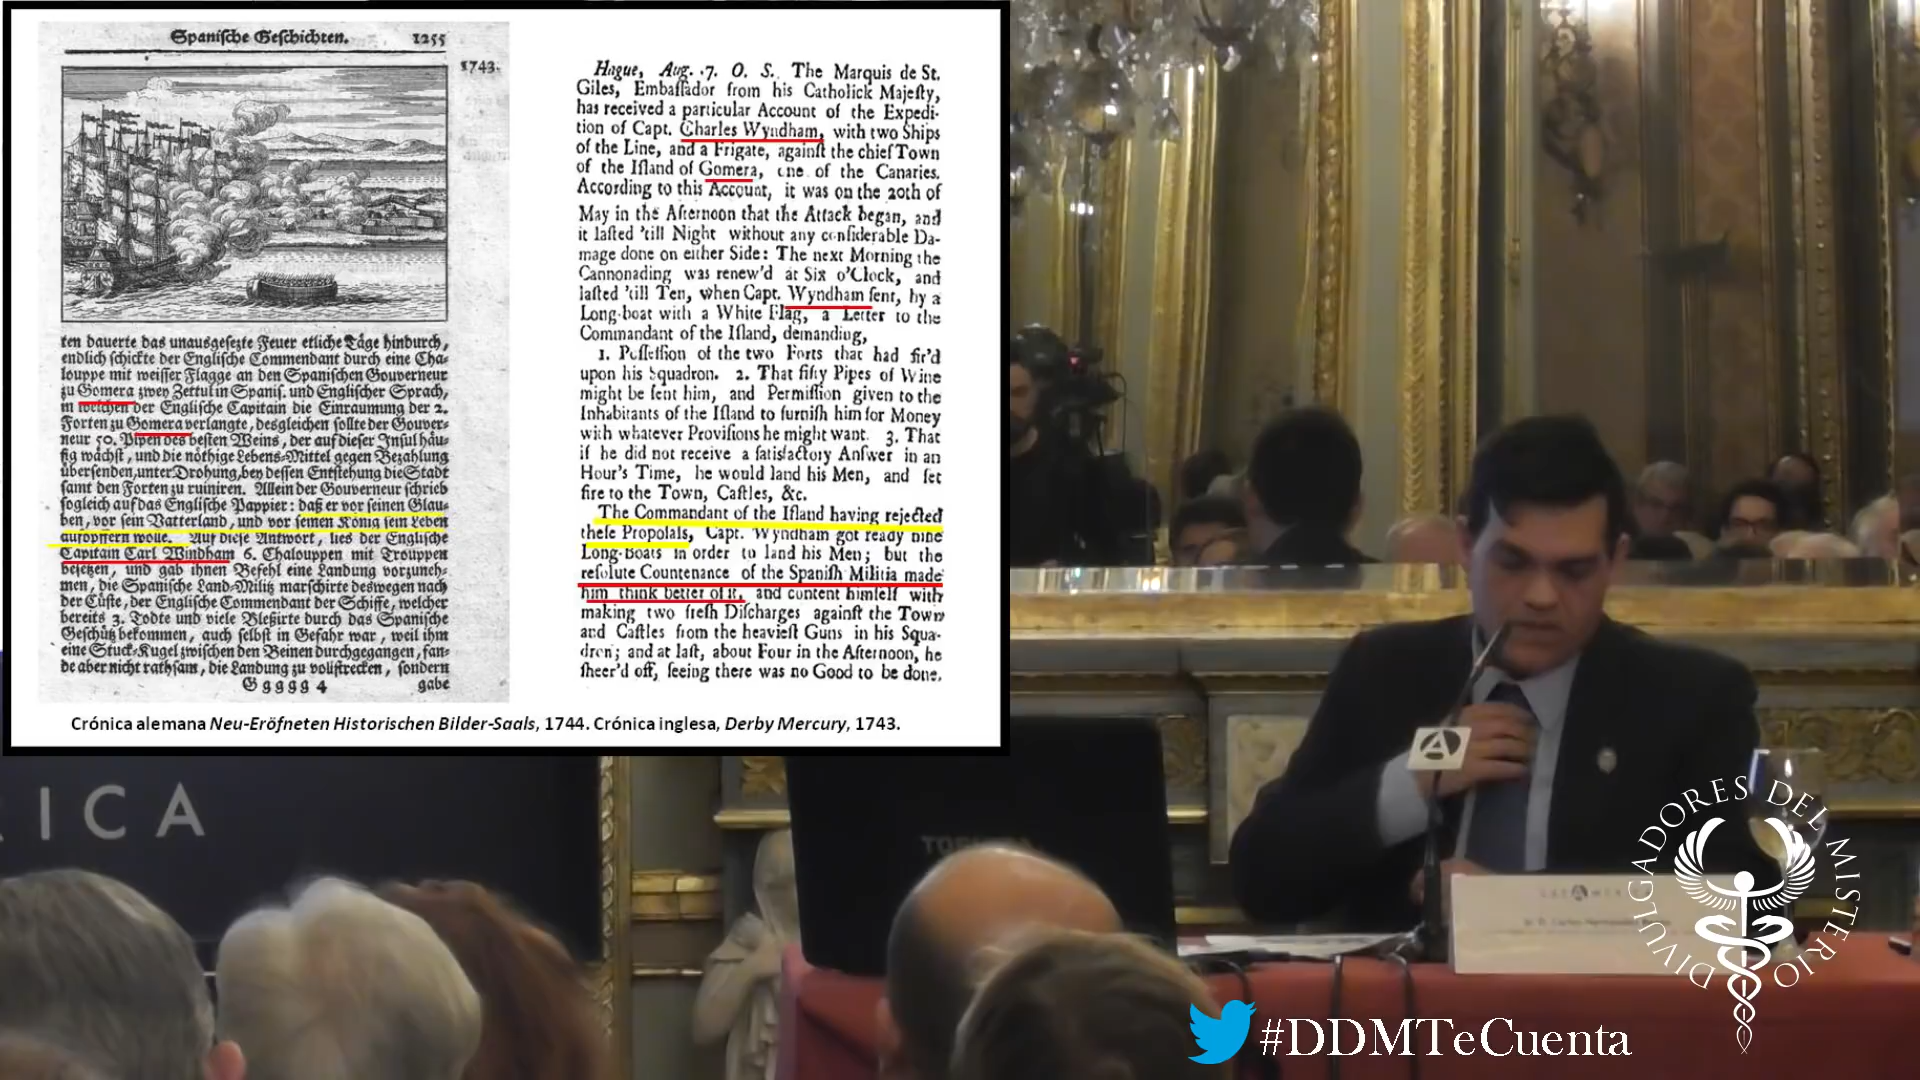 Spanische Geschichten. 1255
1743.
ten dauerte das unausgesezte Feuer etliche Täge hindurch,
endlich schickte der Englische Commendant durch eine Cha-
louppe mit weisser Flagge an den Spanischen Gouverneur
zu Gomera zwey Zettul in Spanis. und Englischer Sprach,
in welchen der Englische Capitain die Einraumung der 2.
Forten zu Gomera verlangte, desgleichen sollte der Gouver-
neur 50. Pipen des besten Weins, der auf dieser Insul häu-
fig wächst, und die nöthige Lebens-Mittel gegen Bezahlung
übersenden, unter Drohung, bey dessen Entstehung die Stadt
samt den Forten zu ruiniren. Allein der Gouverneur schrieb
sogleich auf das Englische Pappier: daß er vor seinen Glau-
ben, vor sein Vatterland, und vor seinen König sein Leben
aufopffern wolle. Auf diese Antwort, lies der Englische
Capitain Carl Windham 6. Chalouppen mit Trouppen
besetzen, und gab ihnen Befehl eine Landung vorzuneh-
men, die Spanische Land-Militz marschirte deswegen nach
der Cüste, der Englische Commendant der Schiffe, welcher
bereits 3. Todte und viele Bleßirte durch das Spanische
Geschütz bekommen, auch selbst in Gefahr war, weil ihm
eine Stuck-Kugel zwischen den Beinen durchgegangen, fan-
de aber nicht rathsam, die Landung zu vollstrecken, sondern
G gggg 4 gabe
Hague, Aug. 7. O. S. The Marquis de St.
Giles, Embaſſador from his Catholick Majeſty,
has received a particular Account of the Expedi-
tion of Capt. Charles Wyndham, with two Ships
of the Line, and a Frigate, againſt the chief Town
of the Iſland of Gomera, one of the Canaries.
According to this Account, it was on the 20th of
May in the Afternoon that the Attack began, and
it laſted 'till Night without any conſiderable Da-
mage done on either Side: The next Morning the
Cannonading was renew'd at Six o'Clock, and
laſted 'till Ten, when Capt. Wyndham ſent, by a
Long-boat with a White Flag, a Letter to the
Commandant of the Iſland, demanding,
1. Poſſeſſion of the two Forts that had fir'd
upon his Squadron. 2. That fifty Pipes of Wine
might be ſent him, and Permiſſion given to the
Inhabitants of the Iſland to furniſh him for Money
with whatever Proviſions he might want. 3. That
if he did not receive a ſatisfactory Anſwer in an
Hour's Time, he would land his Men, and ſet
fire to the Town, Caſtles, &c.
The Commandant of the Iſland having rejected
theſe Propoſals, Capt. Wyndham got ready nine
Long-boats in order to land his Men; but the
reſolute Countenance of the Spaniſh Militia made
him think better of it, and content himſelf with
making two freſh Diſcharges againſt the Town
and Caſtles from the heavieſt Guns in his Squa-
dron; and at laſt, about Four in the Afternoon, he
ſheer'd off, ſeeing there was no Good to be done.
Crónica alemana Neu-Eröfneten Historischen Bilder-Saals, 1744. Crónica inglesa, Derby Mercury, 1743.
RICA
TOSHIBA
A
DIVULGADORES DEL MISTERIO
#DDMTeCuenta